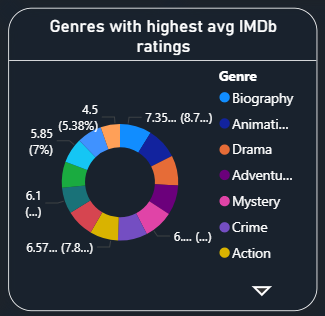 Genres with highest avg IMDb
ratings
4.5
(5.38%)
7.35... (8.7...)
5.85
(7%)
6.1
(...)
6.57... (7.8...)
6.... (...)
Genre
Biography
Animati...
Drama
Adventu...
Mystery
Crime
Action